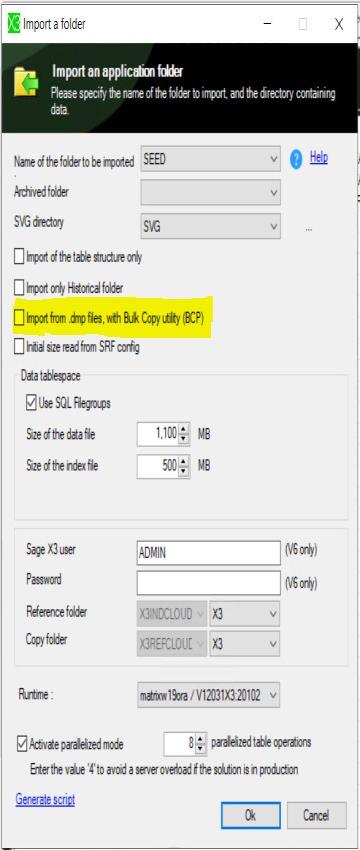 X3 Import a folder
Import an application folder
Please specify the name of the folder to import, and the directory containing
data.
Name of the folder to be imported SEED ? Help
.
Archived folder
SVG directory SVG ...
Import of the table structure only
Import only Historical folder
Import from .dmp files, with Bulk Copy utility (BCP)
Initial size read from SRF config
Data tablespace
Use SQL Filegroups
Size of the data file 1,100 MB
Size of the index file 500 MB
Sage X3 user ADMIN (V6 only)
Password (V6 only)
Reference folder X3INDCLOUD X3
Copy folder X3REFCLOUD X3
Runtime : matrixw19ora / V12031X3:20102
Activate parallelized mode 8 parallelized table operations
Enter the value '4' to avoid a server overload if the solution is in production
Generate script
Ok Cancel